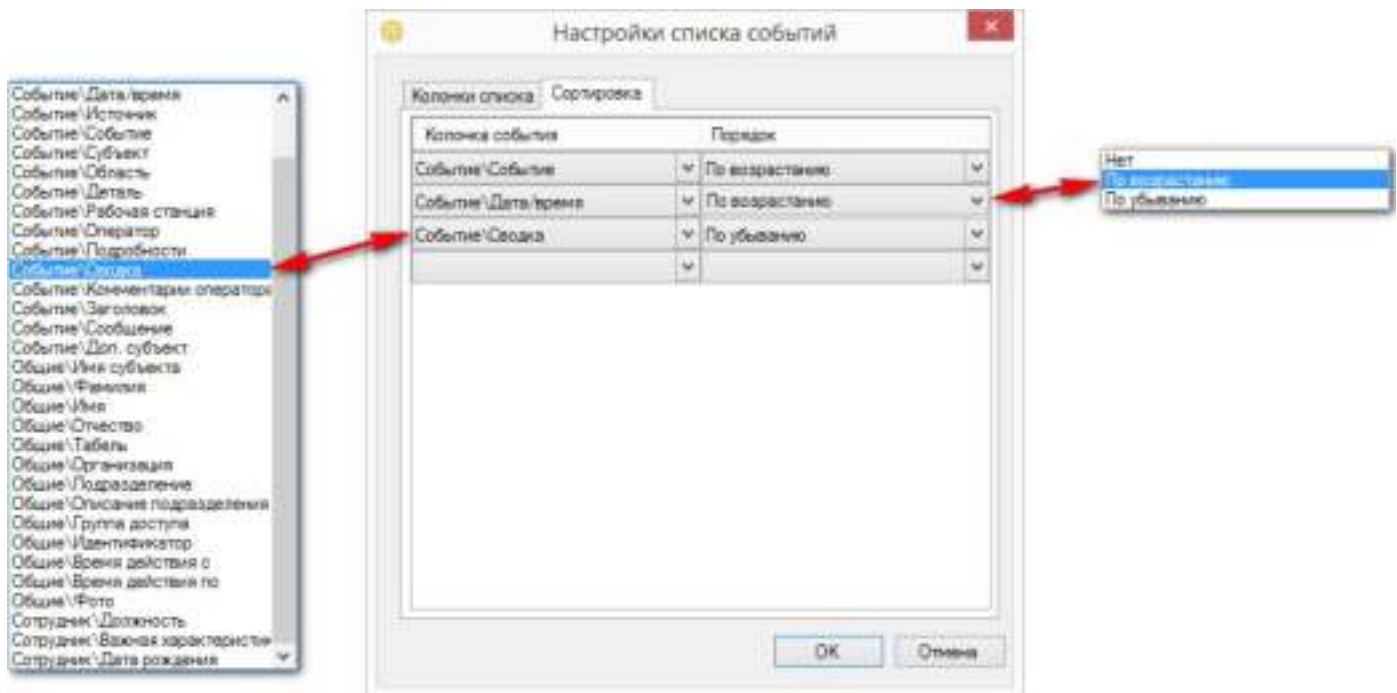 Событие\Дата/время
Событие\Источник
Событие\Событие
Событие\Субъект
Событие\Область
Событие\Деталь
Событие\Рабочая станция
Событие\Оператор
Событие\Подробности
Событие\Сводка
Событие\Комментарии оператора
Событие\Заголовок
Событие\Сообщение
Событие\Доп. субъект
Общие\Имя субъекта
Общие\Фамилия
Общие\Имя
Общие\Отчество
Общие\Табель
Общие\Организация
Общие\Подразделение
Общие\Описание подразделения
Общие\Группа доступа
Общие\Идентификатор
Общие\Время действия с
Общие\Время действия по
Общие\Фото
Сотрудник\Должность
Сотрудник\Важная характеристик
Сотрудник\Дата рождения
Настройки списка событий
Колонки списка Сортировка
Колонка события Порядок
Событие\Событие По возрастанию
Событие\Дата/время По возрастанию
Событие\Сводка По убыванию
OK Отмена
Нет
По возрастанию
По убыванию